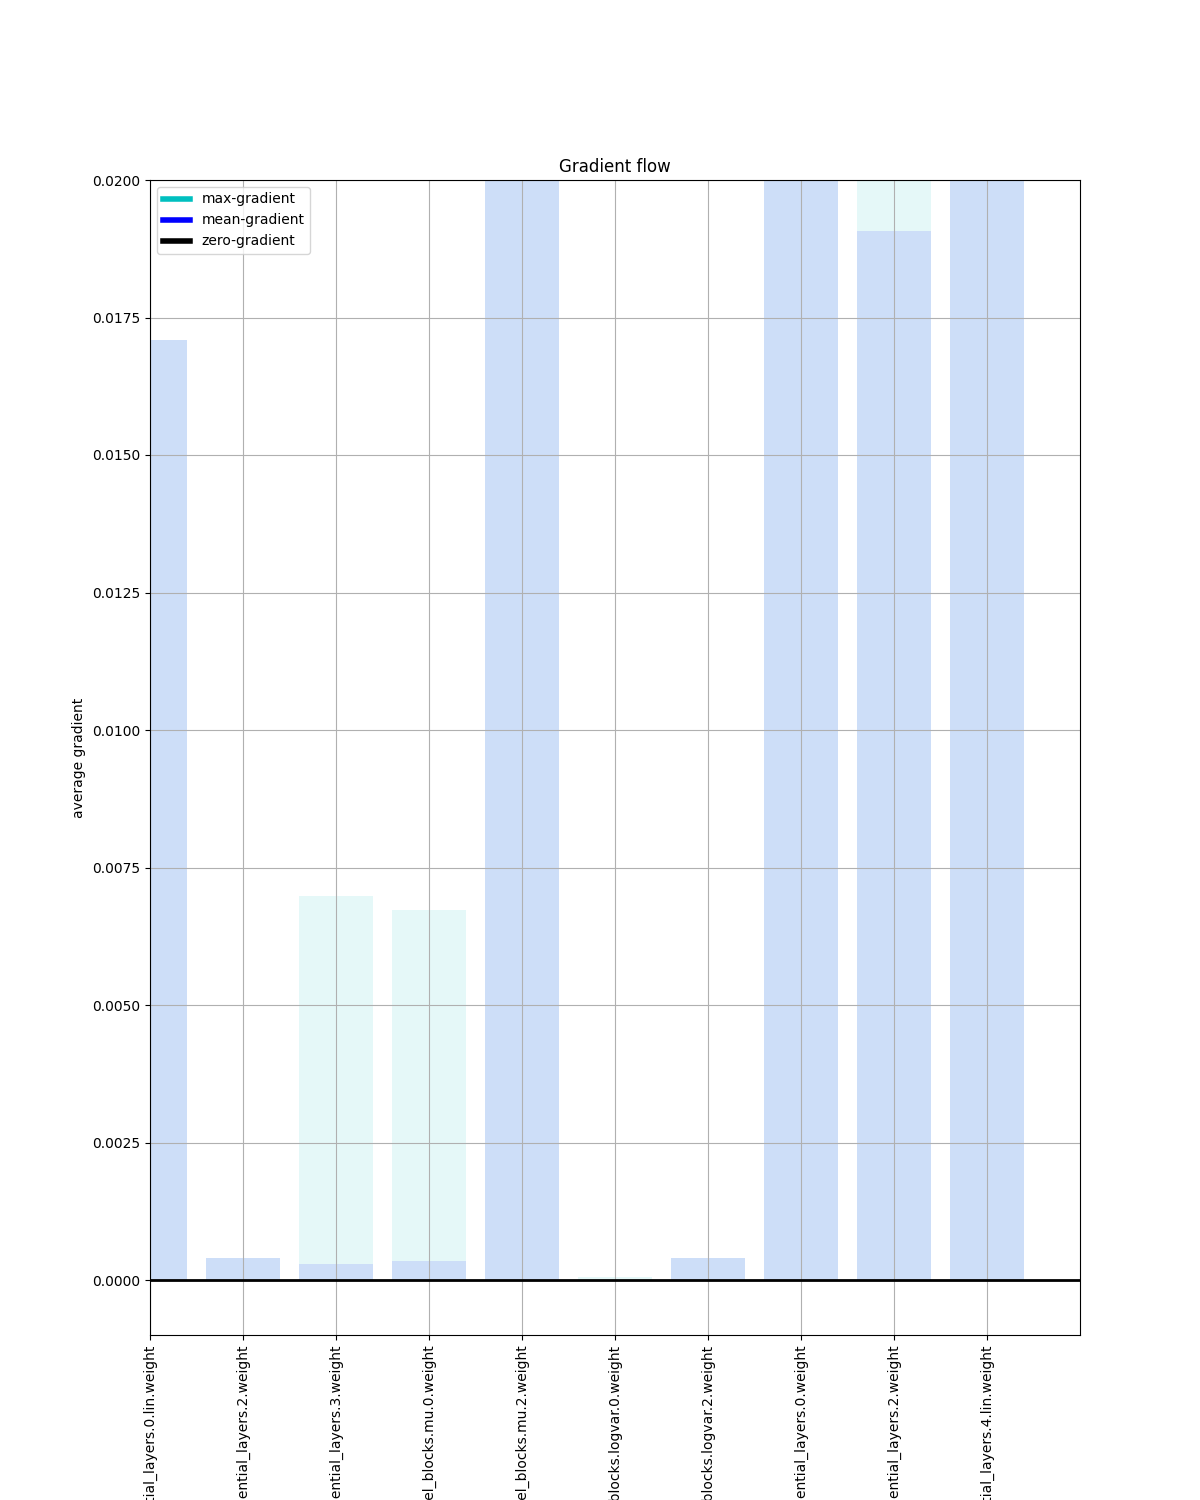 Gradient flow
max-gradient
mean-gradient
zero-gradient
0.0200
0.0175
0.0150
0.0125
0.0100
0.0075
0.0050
0.0025
0.0000
average gradient
tial_layers.0.lin.weight
ential_layers.2.weight
ential_layers.3.weight
el_blocks.mu.0.weight
el_blocks.mu.2.weight
blocks.logvar.0.weight
blocks.logvar.2.weight
ential_layers.0.weight
ential_layers.2.weight
tial_layers.4.lin.weight